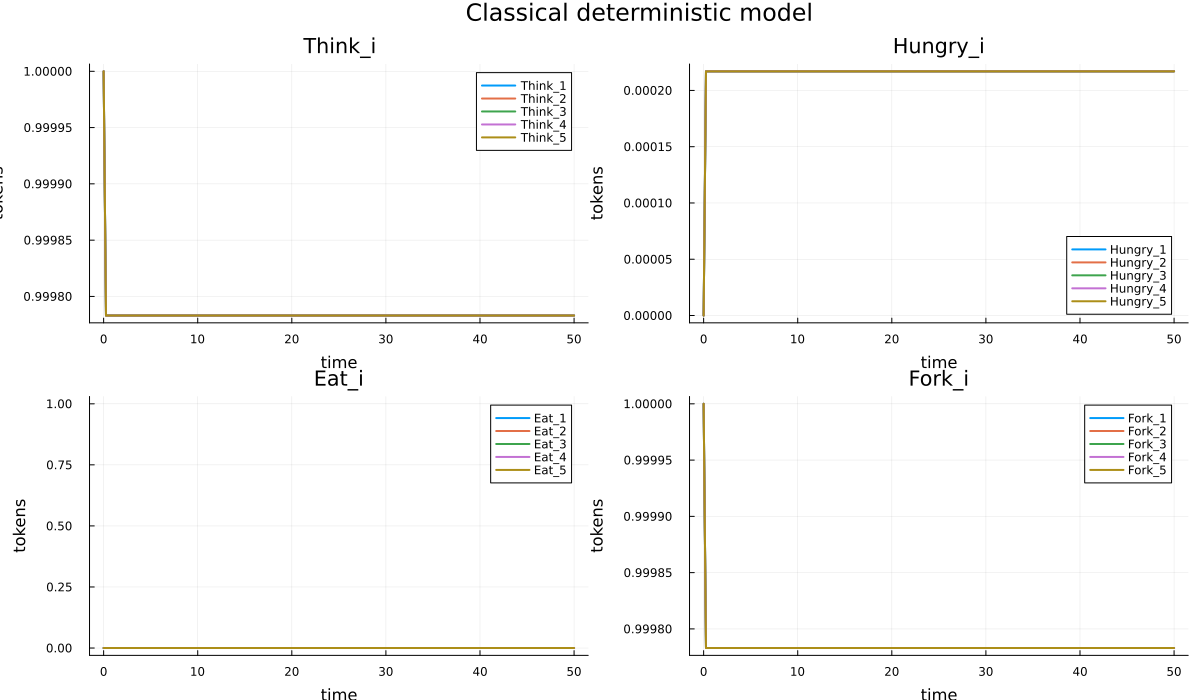 Classical deterministic model
Think_i
1.00000
0.99995
0.99990
0.99985
0.99980
tokens
0 10 20 30 40 50
time
Think_1
Think_2
Think_3
Think_4
Think_5
Hungry_i
0.00020
0.00015
0.00010
0.00005
0.00000
tokens
0 10 20 30 40 50
time
Hungry_1
Hungry_2
Hungry_3
Hungry_4
Hungry_5
Eat_i
1.00
0.75
0.50
0.25
0.00
tokens
0 10 20 30 40 50
time
Eat_1
Eat_2
Eat_3
Eat_4
Eat_5
Fork_i
1.00000
0.99995
0.99990
0.99985
0.99980
tokens
0 10 20 30 40 50
time
Fork_1
Fork_2
Fork_3
Fork_4
Fork_5